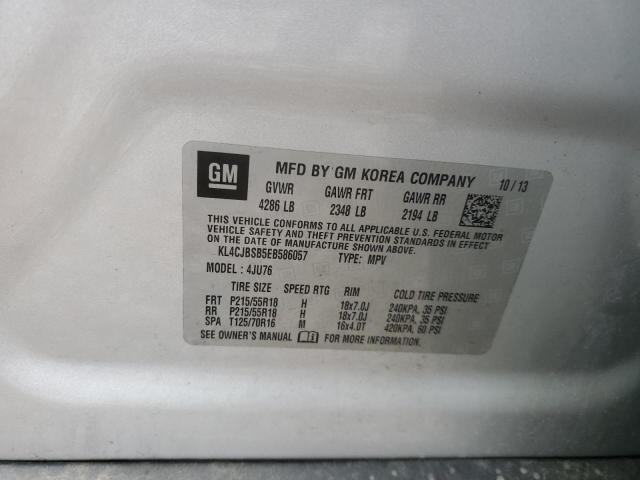 GM MFD BY GM KOREA COMPANY 10 / 13
GVWR GAWR FRT GAWR RR
4286 LB 2348 LB 2194 LB
THIS VEHICLE CONFORMS TO ALL APPLICABLE U.S. FEDERAL MOTOR
VEHICLE SAFETY AND THEFT PREVENTION STANDARDS IN EFFECT
ON THE DATE OF MANUFACTURE SHOWN ABOVE.
KL4CJBSB5EB586057 TYPE: MPV
MODEL : 4JU76
TIRE SIZE SPEED RTG RIM COLD TIRE PRESSURE
FRT P215/55R18 H 18x7.0J 240KPA, 35 PSI
RR P215/55R18 H 18x7.0J 240KPA, 35 PSI
SPA T125/70R16 M 16x4.0T 420KPA, 60 PSI
SEE OWNER'S MANUAL FOR MORE INFORMATION.